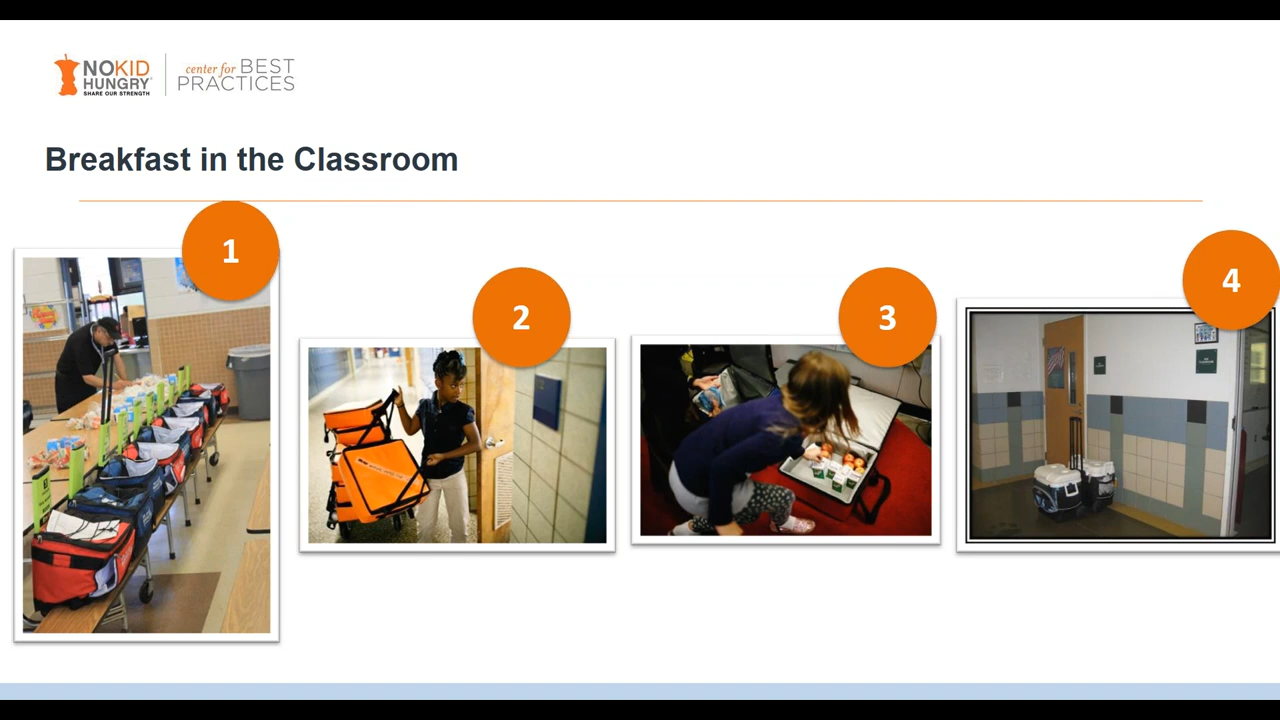 NOKID
HUNGRY
SHARE OUR STRENGTH
center for BEST
PRACTICES
Breakfast in the Classroom
1
2
3
4